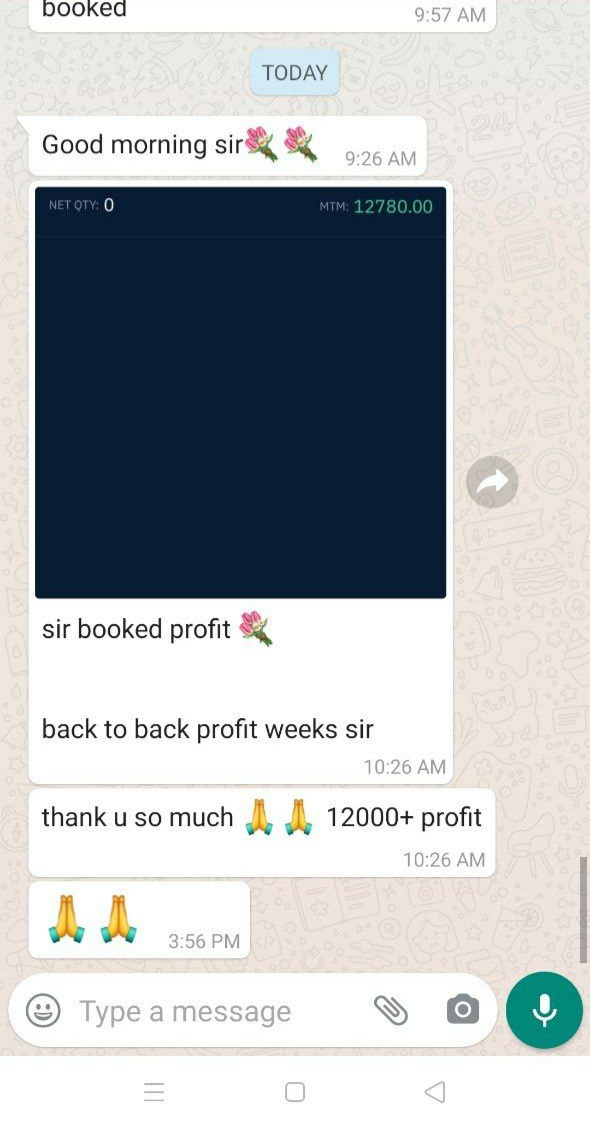 booked
9:57 AM
TODAY
Good morning sir💐💐
9:26 AM
NET QTY: 0 MTM: 12780.00
sir booked profit 💐
back to back profit weeks sir
10:26 AM
thank u so much 🙏 🙏 12000+ profit
10:26 AM
🙏 🙏
3:56 PM
Type a message